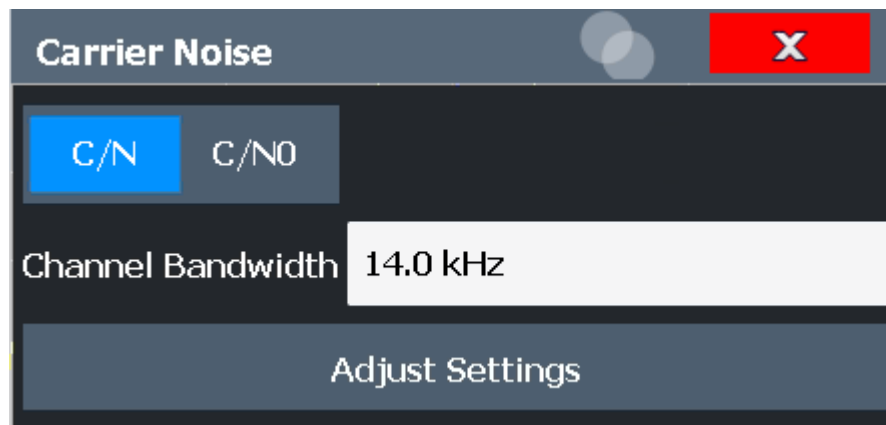 Carrier Noise X
C/N C/N0
Channel Bandwidth 14.0 kHz
Adjust Settings